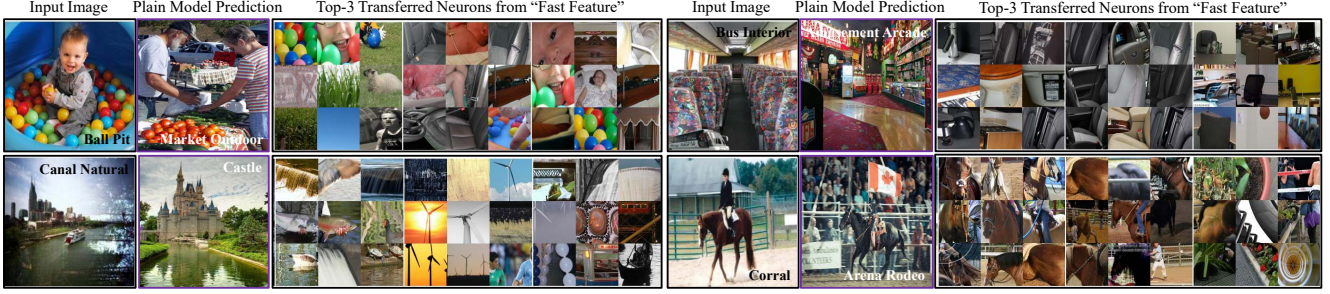 Input Image Plain Model Prediction Top-3 Transferred Neurons from “Fast Feature” Input Image Plain Model Prediction Top-3 Transferred Neurons from “Fast Feature”
Bus Interior Amusement Arcade
Ball Pit Market Outdoor
Canal Natural Castle
Corral Arena Rodeo